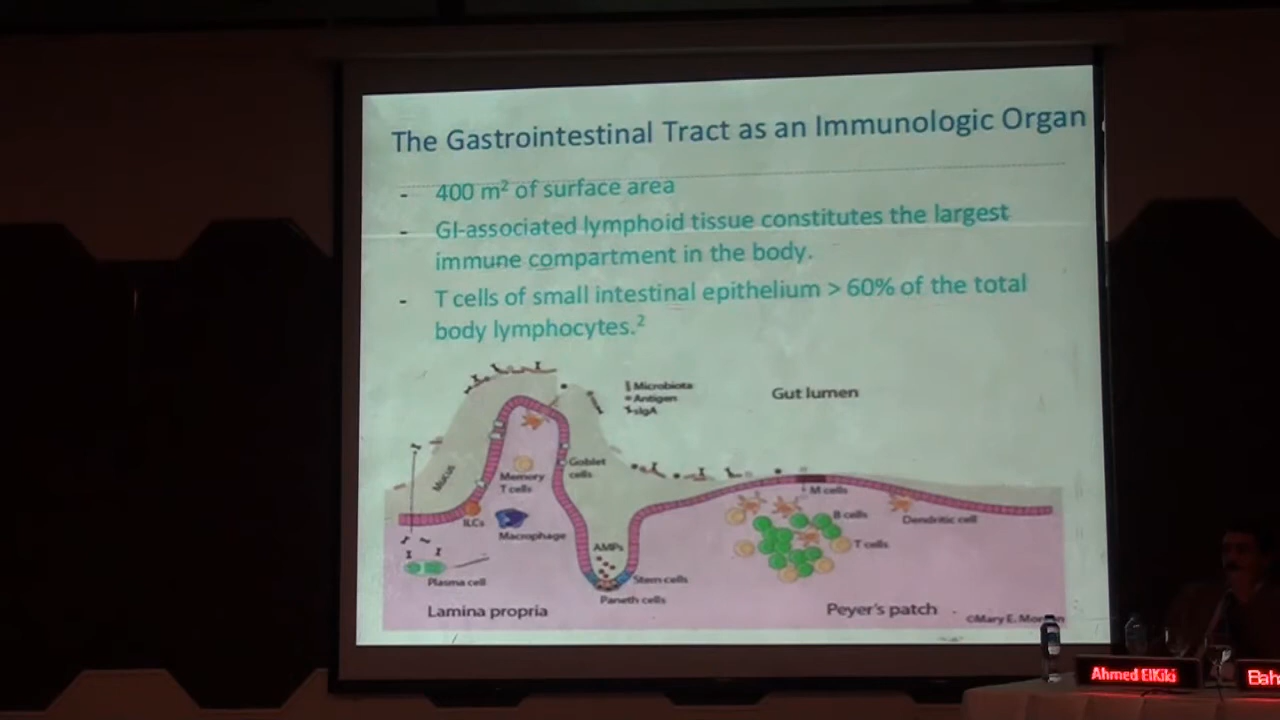 The Gastrointestinal Tract as an Immunologic Organ
- 400 m² of surface area
- GI-associated lymphoid tissue constitutes the largest
immune compartment in the body.
- T cells of small intestinal epithelium > 60% of the total
body lymphocytes.²
Microbiota
Antigen
sIgA
Gut lumen
Mucus
Goblet
cells
Memory
T cells
M cells
ILCs
Macrophage
B cells
Dendritic cell
T cells
AMPs
Plasma cell
Stem cells
Paneth cells
Lamina propria
Peyer's patch
©Mary E.
Ahmed ElKiki